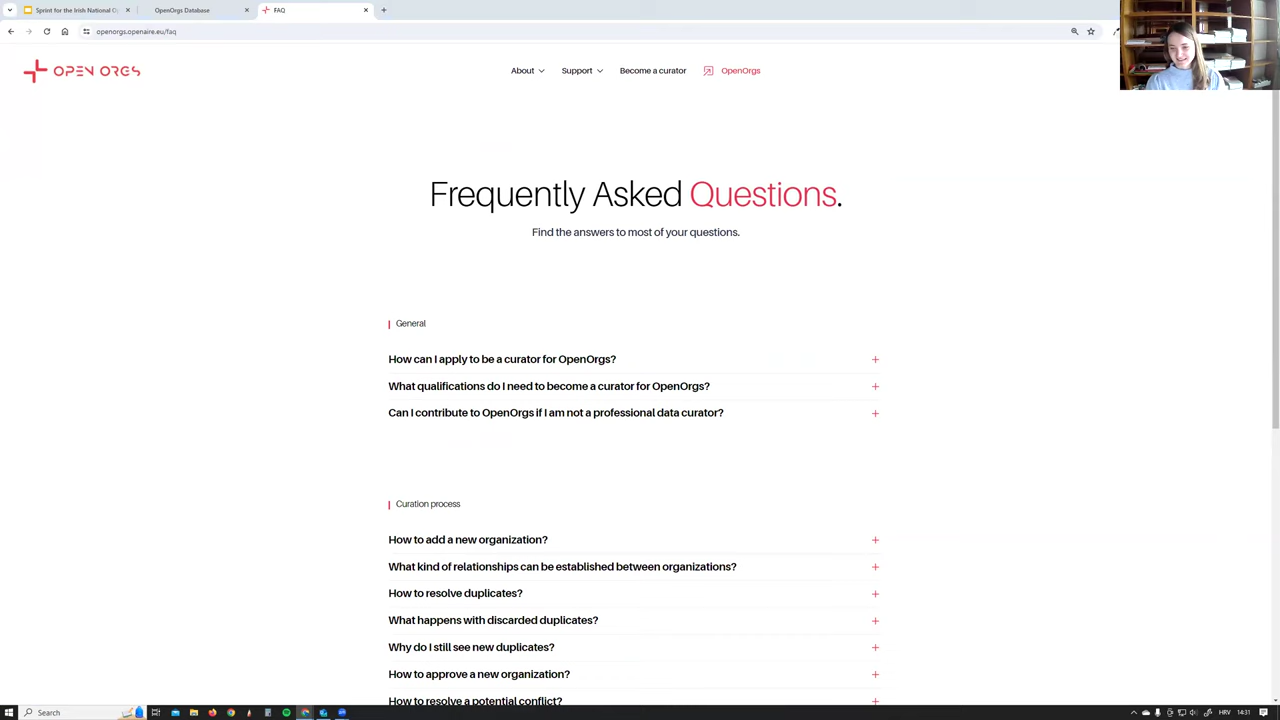 Sprint for the Irish National O
OpenOrgs Database
FAQ
openorgs.openaire.eu/faq
OPEN ORGS
About
Support
Become a curator
OpenOrgs
Frequently Asked Questions.
Find the answers to most of your questions.
General
How can I apply to be a curator for OpenOrgs?
What qualifications do I need to become a curator for OpenOrgs?
Can I contribute to OpenOrgs if I am not a professional data curator?
Curation process
How to add a new organization?
What kind of relationships can be established between organizations?
How to resolve duplicates?
What happens with discarded duplicates?
Why do I still see new duplicates?
How to approve a new organization?
How to resolve a potential conflict?
Search
HRV
14:31